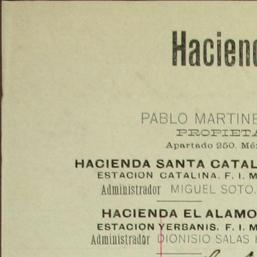 Haciend
PABLO MARTINE
PROPIETA
Apartado 250. Mé
HACIENDA SANTA CATAL
ESTACION CATALINA. F. I. M
Administrador MIGUEL SOTO.
HACIENDA EL ALAMO
ESTACION YERBANIS. F. I. M
Administrador DIONISIO SALAS